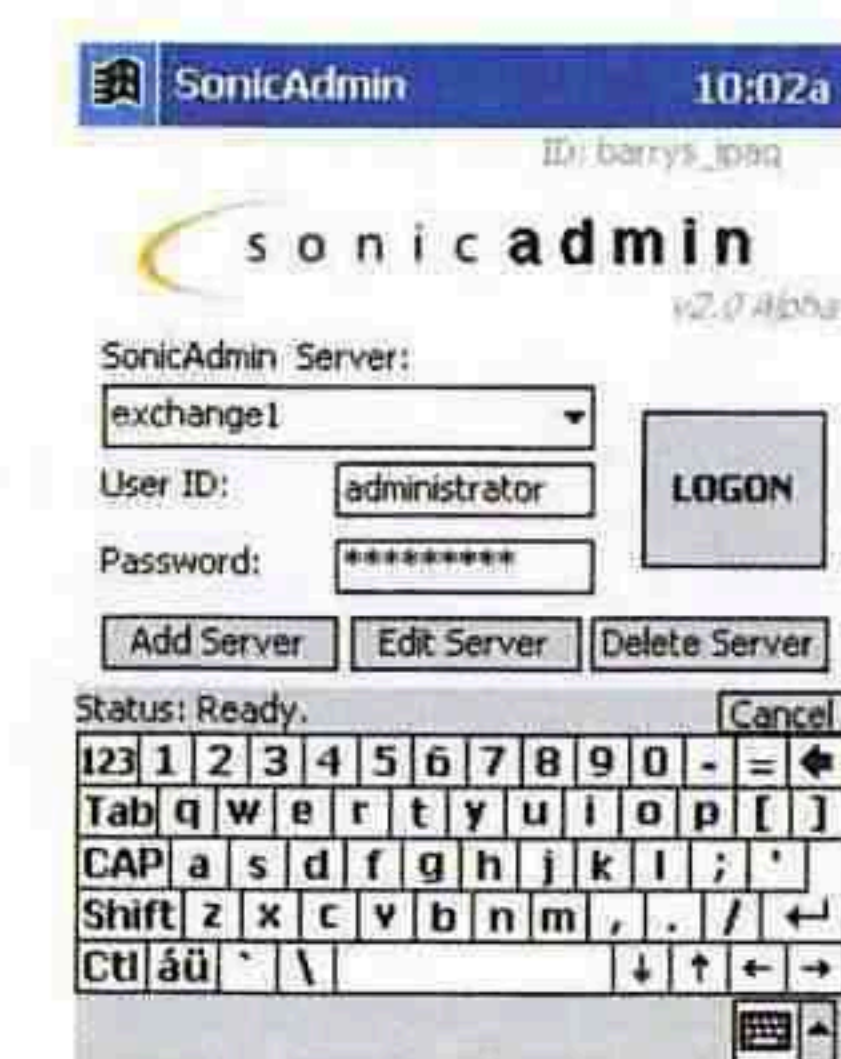 SonicAdmin 10:02a
ID: barrys_ipaq
sonicadmin
v2.0 Alpha
SonicAdmin Server:
exchange1
User ID: administrator
LOGON
Password: *********
Add Server Edit Server Delete Server
Status: Ready. Cancel
123 1 2 3 4 5 6 7 8 9 0 - =
Tab q w e r t y u i o p [ ]
CAP a s d f g h j k l ; '
Shift z x c v b n m , . /
Ctl áü ` \ ↓ ↑ ← →